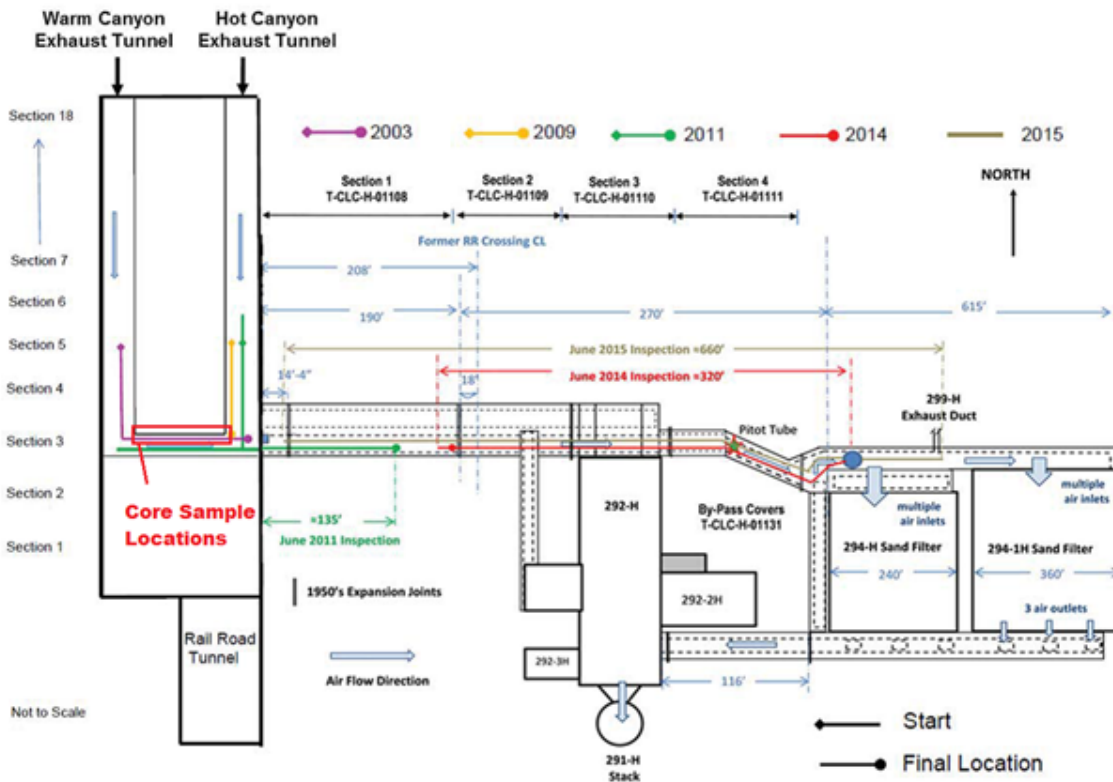 Warm Canyon
Exhaust Tunnel
Hot Canyon
Exhaust Tunnel
Section 18
2003
2009
2011
2014
2015
Section 1
T-CLC-H-01108
Section 2
T-CLC-H-01109
Section 3
T-CLC-H-01110
Section 4
T-CLC-H-01111
NORTH
Former RR Crossing CL
Section 7
208'
Section 6
190'
270'
615'
Section 5
June 2015 Inspection ≈660'
14'-4"
18'
June 2014 Inspection ≈320'
Section 4
299-H
Exhaust Duct
Pitot Tube
Section 3
Section 2
Core Sample
Locations
≈135'
June 2011 Inspection
292-H
By-Pass Covers
T-CLC-H-01131
multiple
air inlets
multiple
air inlets
Section 1
294-H Sand Filter
294-1H Sand Filter
240'
360'
1950's Expansion Joints
292-2H
3 air outlets
Rail Road
Tunnel
292-3H
Air Flow Direction
116'
Not to Scale
291-H
Stack
Start
Final Location